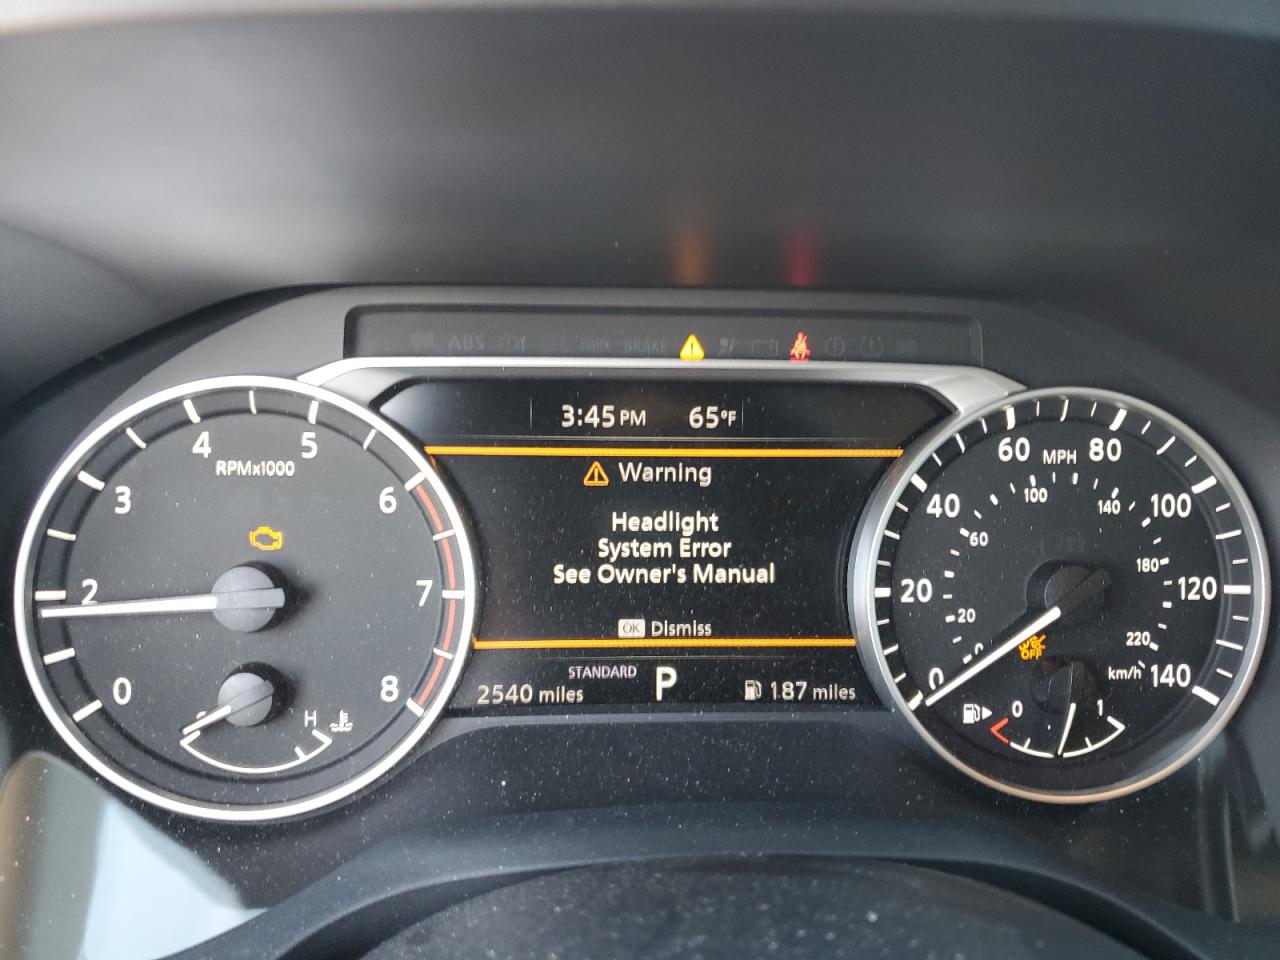 ABS
PARK BRAKE
3:45 PM 65°F
Warning
Headlight
System Error
See Owner's Manual
OK Dismiss
STANDARD
P
2540 miles
187 miles
RPMx1000
0
2
3
4
5
6
7
8
H
MPH
0
20
40
60
80
100
120
140
0
20
60
100
140
180
220
km/h
OFF
0
1